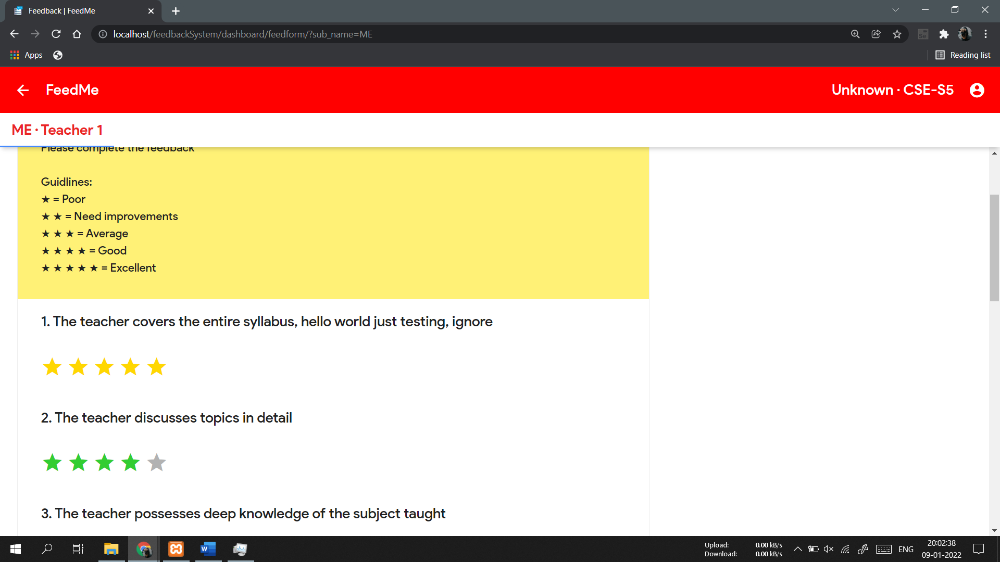 Feedback | FeedMe
localhost/feedbackSystem/dashboard/feedform/?sub_name=ME
Apps
Reading list
FeedMe
Unknown · CSE-S5
ME · Teacher 1
Please complete the feedback
Guidlines:
★ = Poor
★ ★ = Need improvements
★ ★ ★ = Average
★ ★ ★ ★ = Good
★ ★ ★ ★ ★ = Excellent
1. The teacher covers the entire syllabus, hello world just testing, ignore
2. The teacher discusses topics in detail
3. The teacher possesses deep knowledge of the subject taught
Upload: 0.00 kB/s
Download: 0.00 kB/s
ENG
20:02:38
09-01-2022